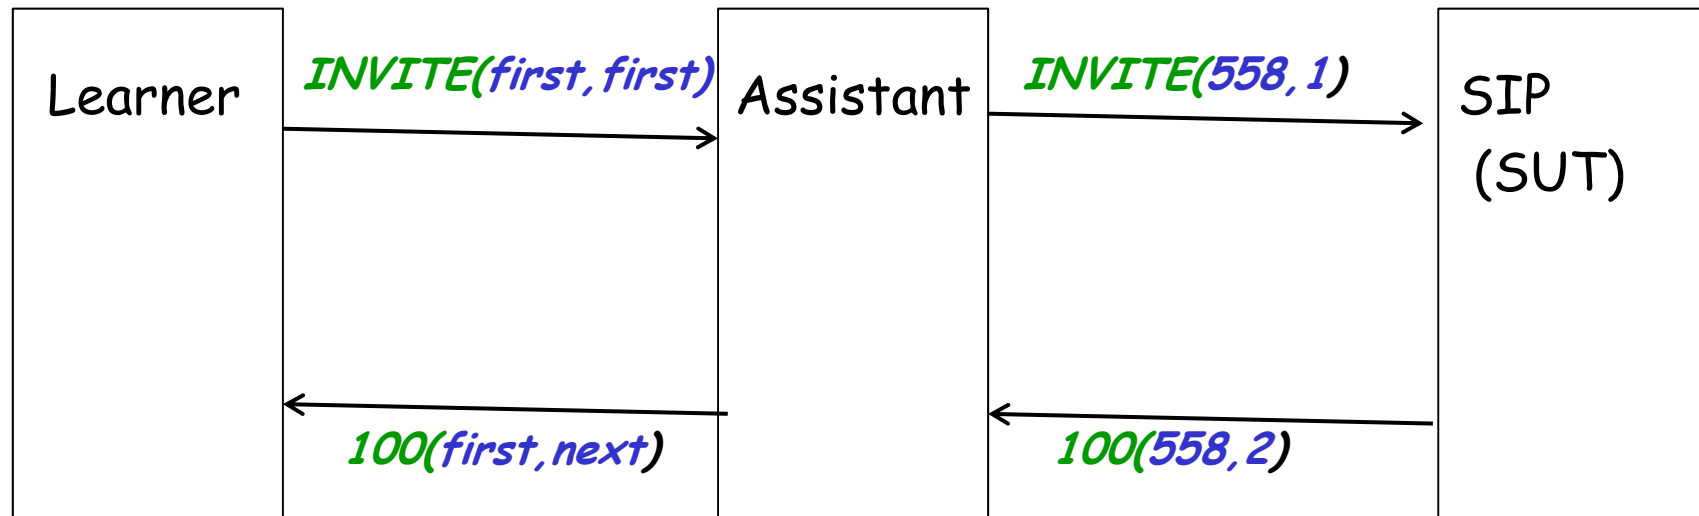 Learner
INVITE(first,first)
Assistant
INVITE(558,1)
SIP
(SUT)
100(first,next)
100(558,2)